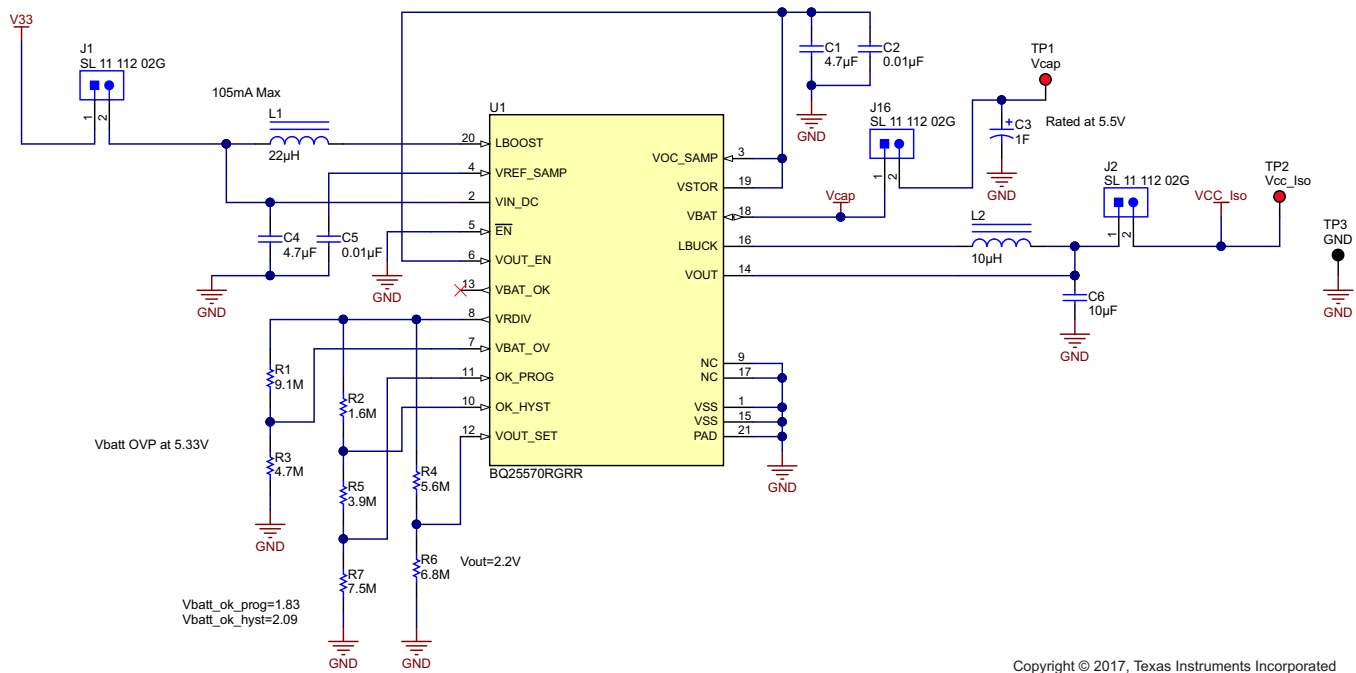 V33
J1
SL 11 112 02G
1
2
105mA Max
L1
22µH
C4
4.7µF
C5
0.01µF
GND
GND
U1
20
LBOOST
4
VREF_SAMP
2
VIN_DC
5
EN
6
VOUT_EN
13
VBAT_OK
8
VRDIV
7
VBAT_OV
11
OK_PROG
10
OK_HYST
12
VOUT_SET
VOC_SAMP
3
VSTOR
19
VBAT
18
LBUCK
16
VOUT
14
NC
9
NC
17
VSS
1
VSS
15
PAD
21
BQ25570RGRR
GND
C1
4.7µF
C2
0.01µF
GND
J16
SL 11 112 02G
1
2
Vcap
TP1
Vcap
+
C3
1F
Rated at 5.5V
GND
L2
10µH
J2
SL 11 112 02G
1
2
VCC_Iso
TP2
Vcc_Iso
TP3
GND
GND
C6
10µF
GND
R1
9.1M
R3
4.7M
Vbatt OVP at 5.33V
GND
R2
1.6M
R5
3.9M
R7
7.5M
Vbatt_ok_prog=1.83
Vbatt_ok_hyst=2.09
GND
R4
5.6M
R6
6.8M
Vout=2.2V
GND
Copyright © 2017, Texas Instruments Incorporated